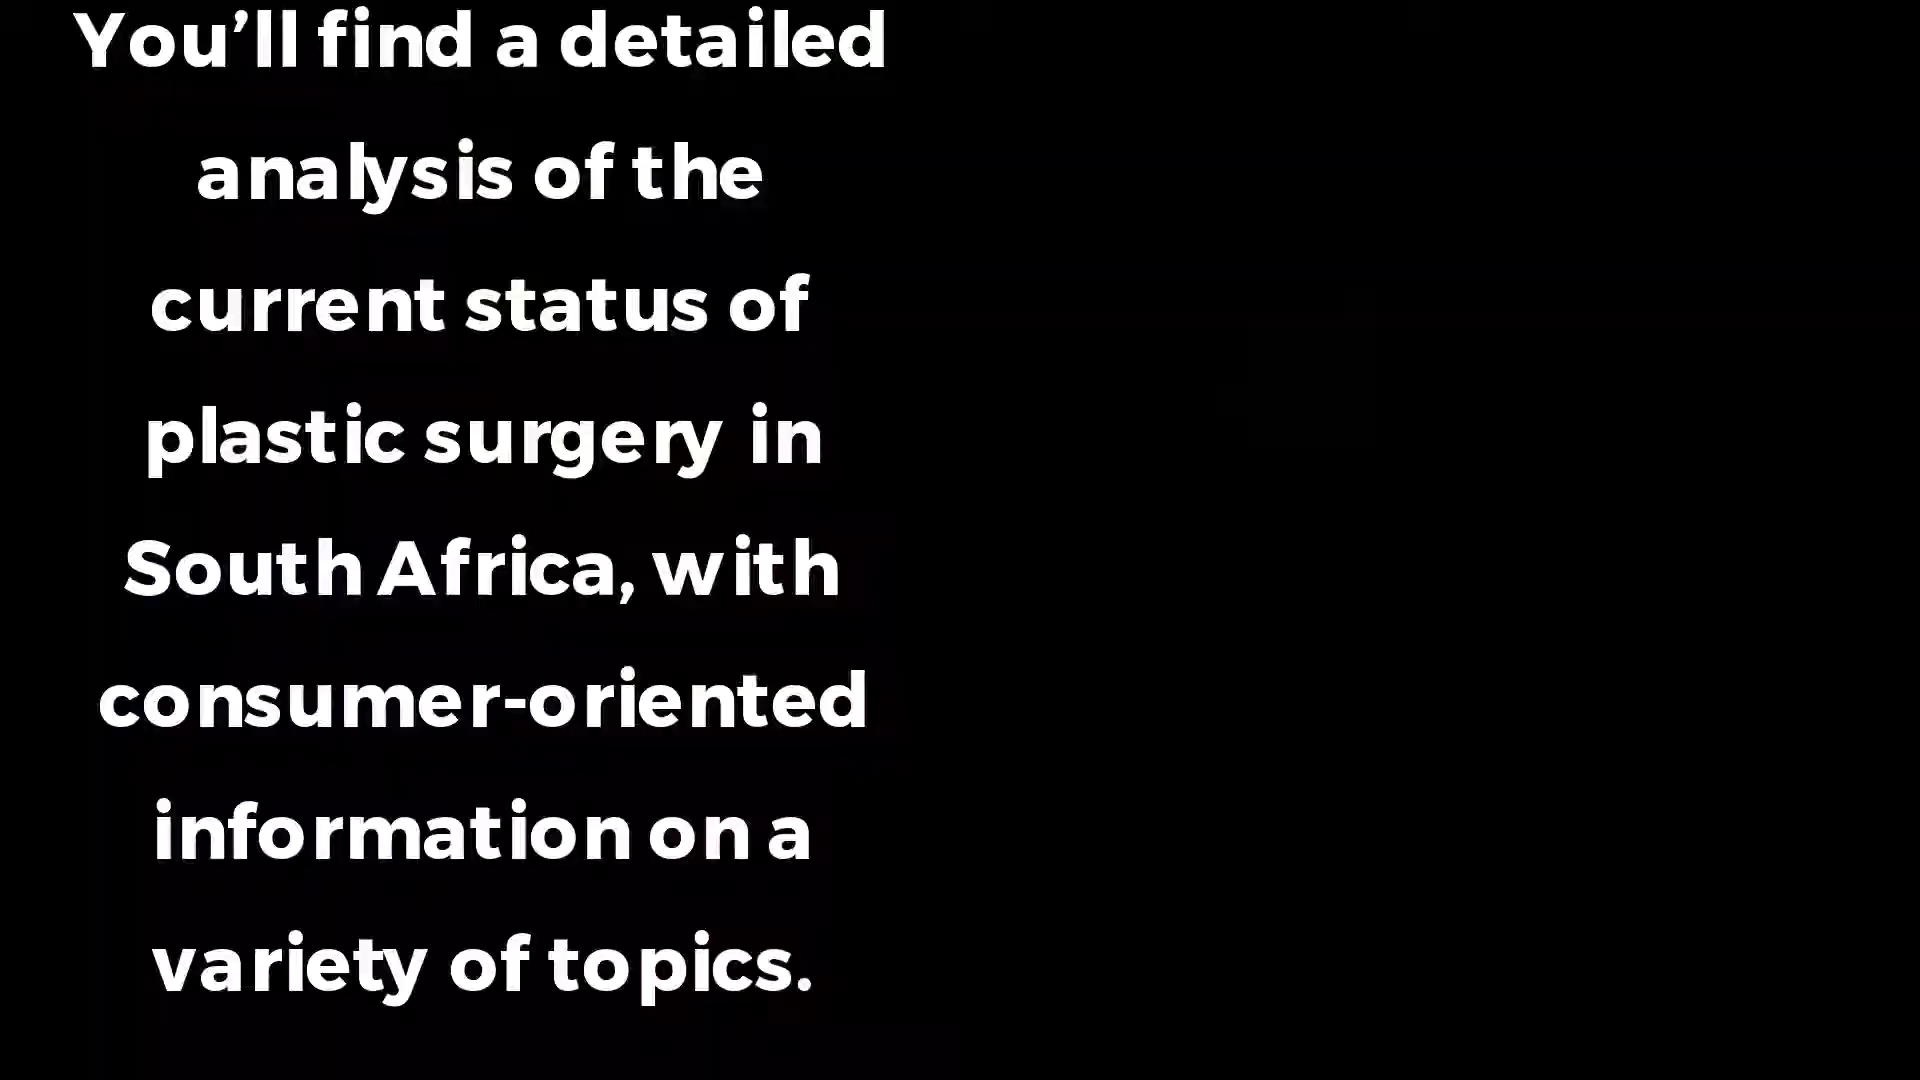 You’ll find a detailed
analysis of the
current status of
plastic surgery in
South Africa, with
consumer-oriented
information on a
variety of topics.